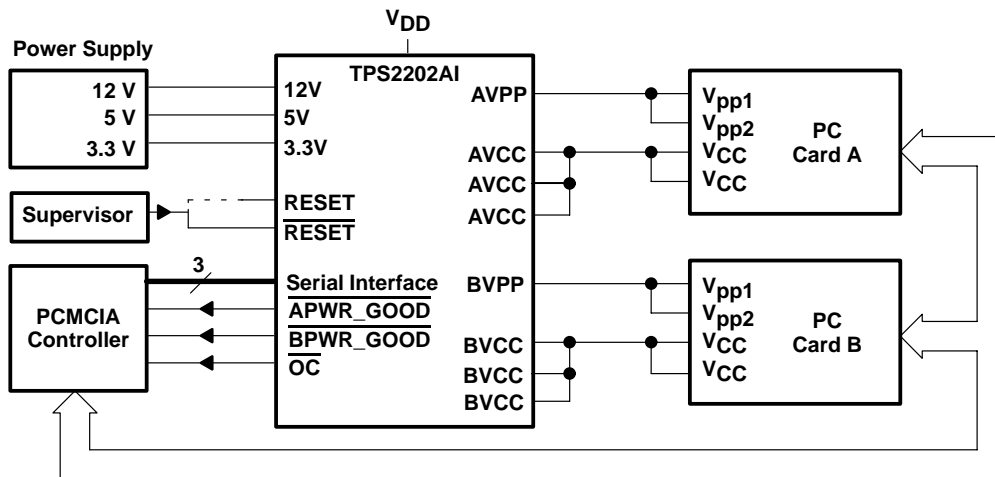 VDD
Power Supply
12 V
5 V
3.3 V
TPS2202AI
12V
5V
3.3V
AVPP
AVCC
AVCC
AVCC
Vpp1
Vpp2
VCC
VCC
PC
Card A
Supervisor
RESET
RESET
3
PCMCIA
Controller
Serial Interface
APWR_GOOD
BPWR_GOOD
OC
BVPP
BVCC
BVCC
BVCC
Vpp1
Vpp2
VCC
VCC
PC
Card B